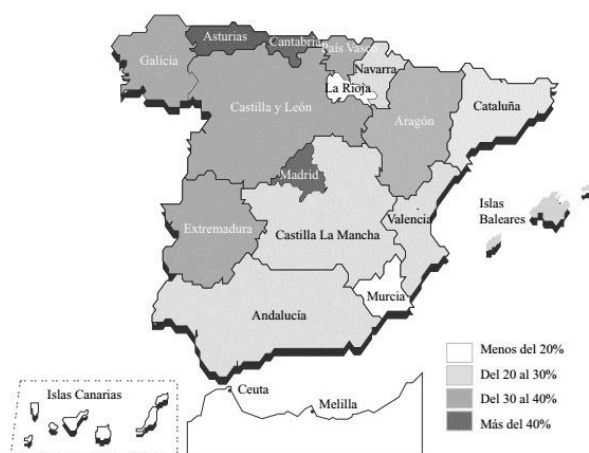 Asturias
Cantabria
País Vasco
Galicia
Navarra
La Rioja
Castilla y León
Cataluña
Aragón
Madrid
Islas
Baleares
Extremadura
Castilla La Mancha
Valencia
Murcia
Andalucía
Menos del 20%
Del 20 al 30%
Del 30 al 40%
Más del 40%
Islas Canarias
Ceuta
Melilla